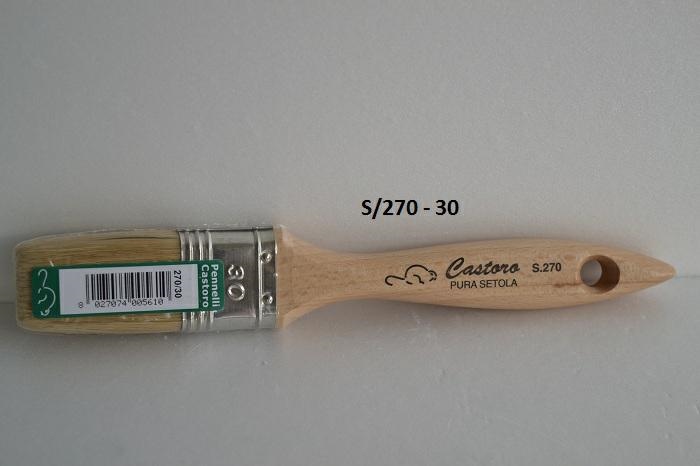 S/270 - 30
Castoro S.270
PURA SETOLA
30
Pennelli
Castoro
270/30
8 027074 005610